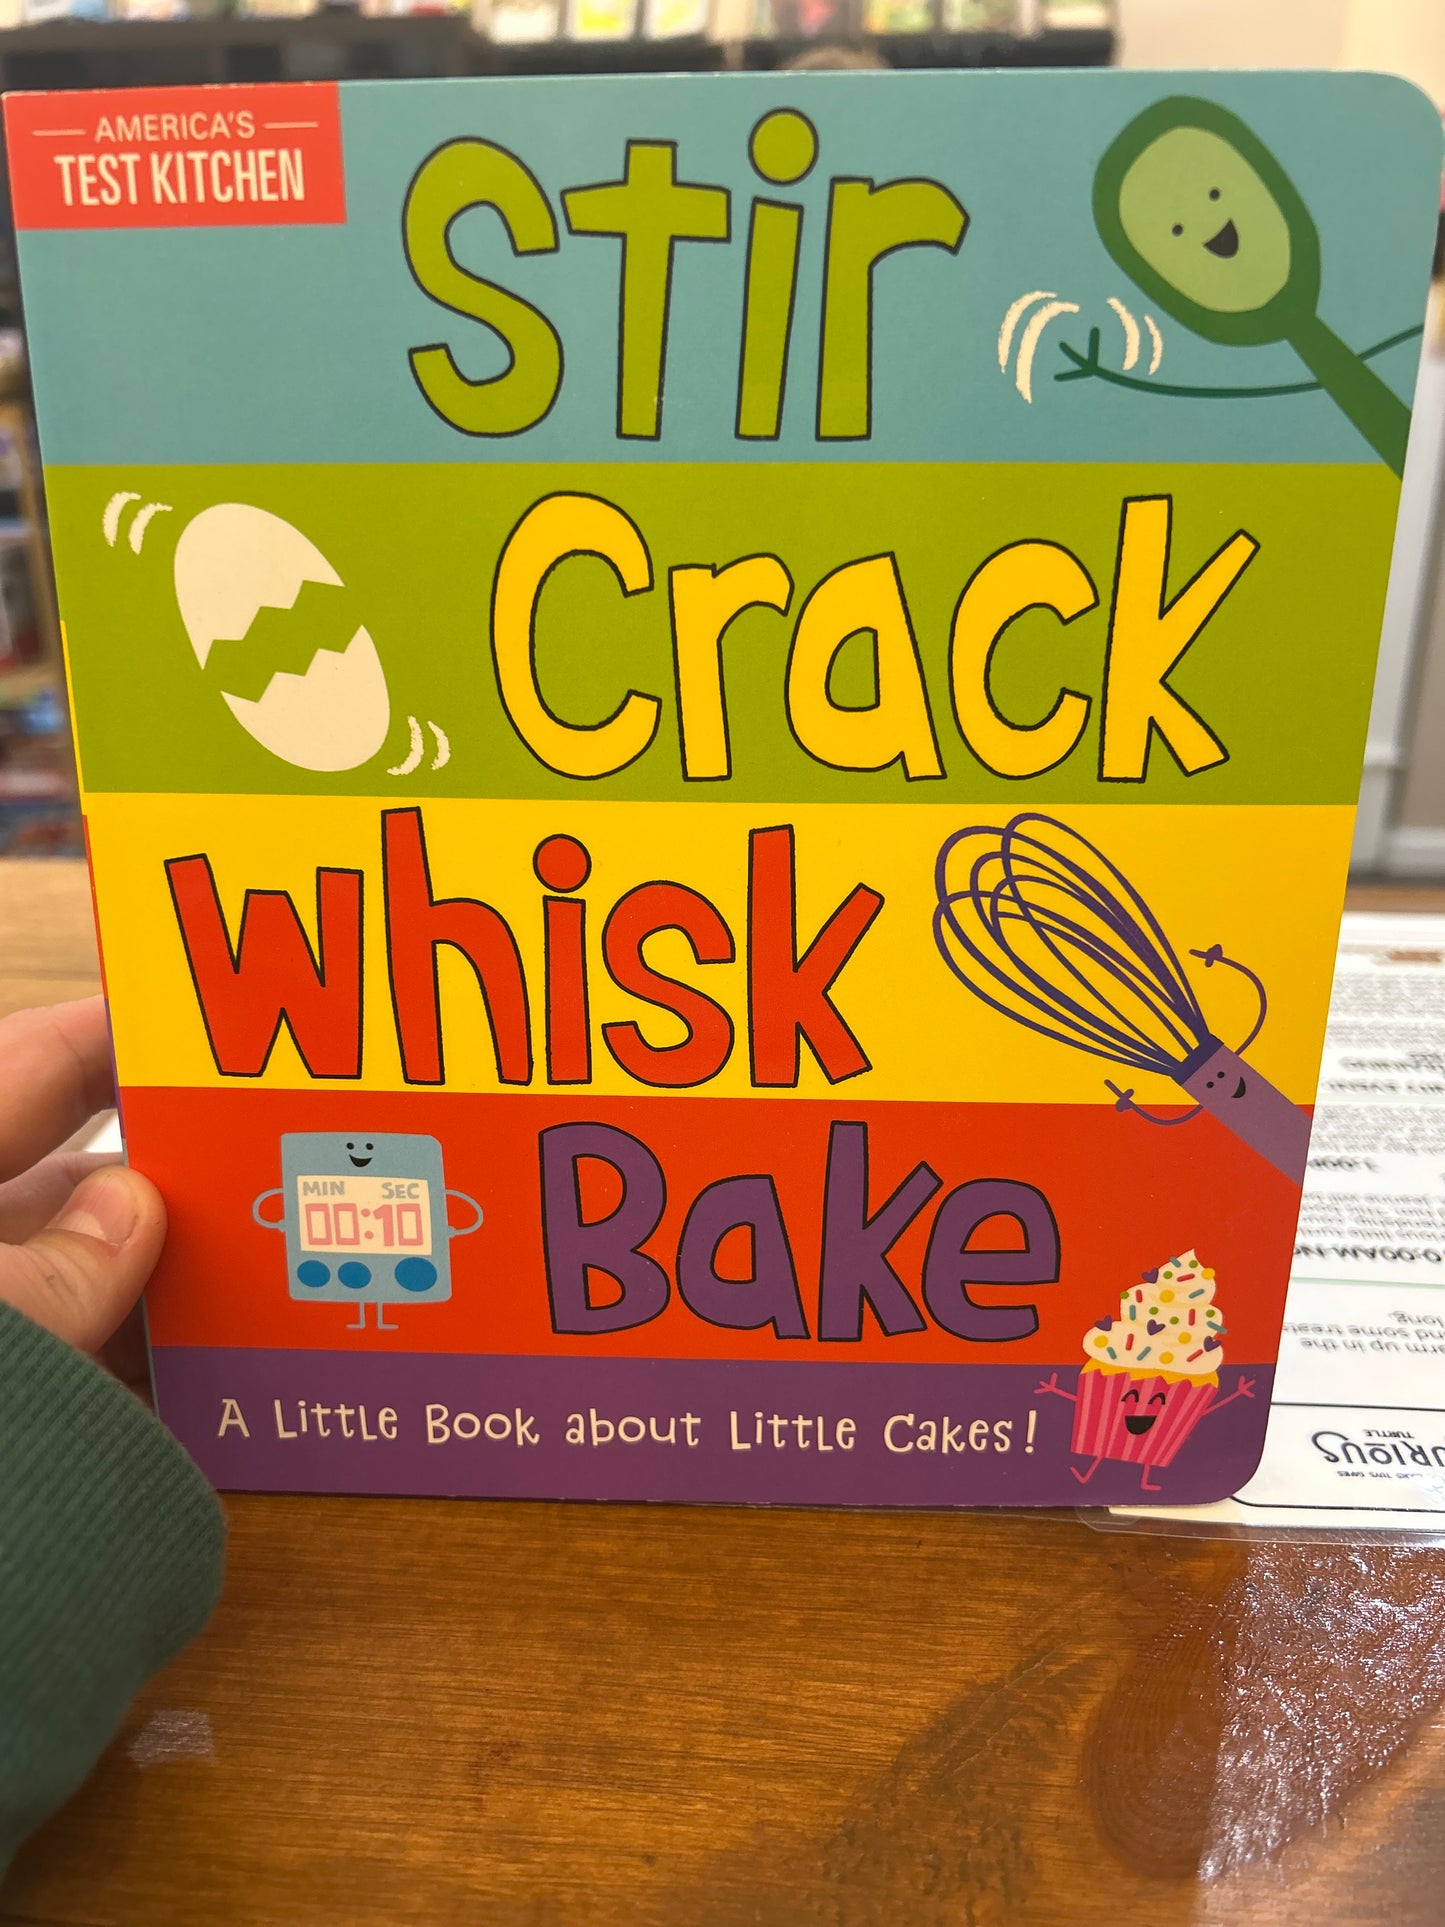 AMERICA'S
TEST KITCHEN
Stir
Crack
Whisk
Bake
MIN SEC
00:10
A Little Book about Little Cakes!